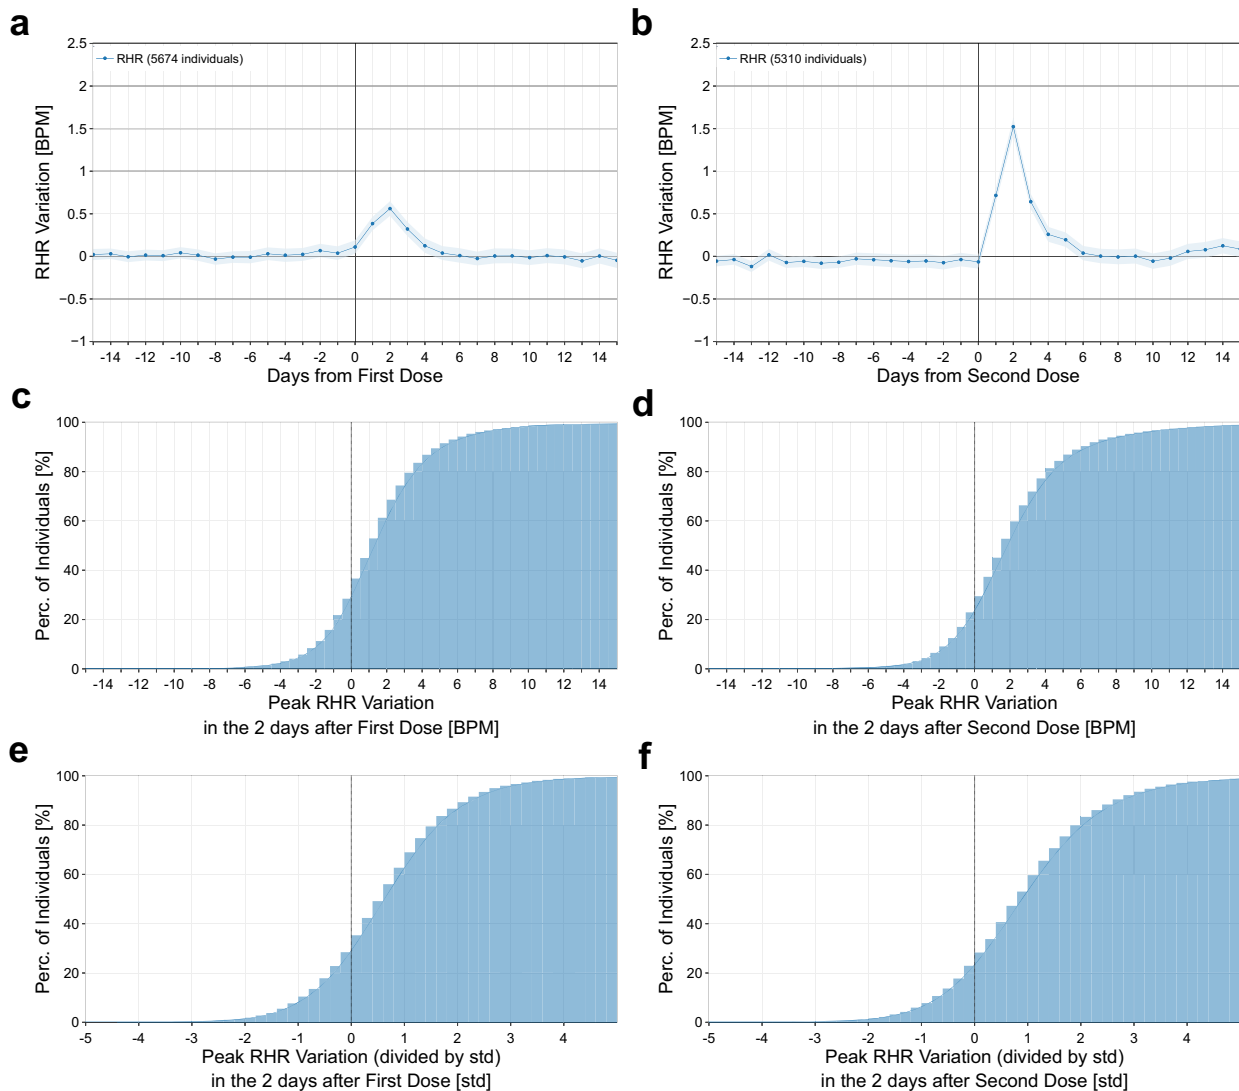 a
2.5
2
1.5
1
0.5
0
−0.5
−1
RHR Variation [BPM]
RHR (5674 individuals)
-14 -12 -10 -8 -6 -4 -2 0 2 4 6 8 10 12 14
Days from First Dose
b
2.5
2
1.5
1
0.5
0
−0.5
−1
RHR Variation [BPM]
RHR (5310 individuals)
-14 -12 -10 -8 -6 -4 -2 0 2 4 6 8 10 12 14
Days from Second Dose
c
100
80
60
40
20
0
Perc. of Individuals [%]
-14 -12 -10 -8 -6 -4 -2 0 2 4 6 8 10 12 14
Peak RHR Variation
in the 2 days after First Dose [BPM]
d
100
80
60
40
20
0
Perc. of Individuals [%]
-14 -12 -10 -8 -6 -4 -2 0 2 4 6 8 10 12 14
Peak RHR Variation
in the 2 days after Second Dose [BPM]
e
100
80
60
40
20
0
Perc. of Individuals [%]
-5 -4 -3 -2 -1 0 1 2 3 4
Peak RHR Variation (divided by std)
in the 2 days after First Dose [std]
f
100
80
60
40
20
0
Perc. of Individuals [%]
-5 -4 -3 -2 -1 0 1 2 3 4
Peak RHR Variation (divided by std)
in the 2 days after Second Dose [std]